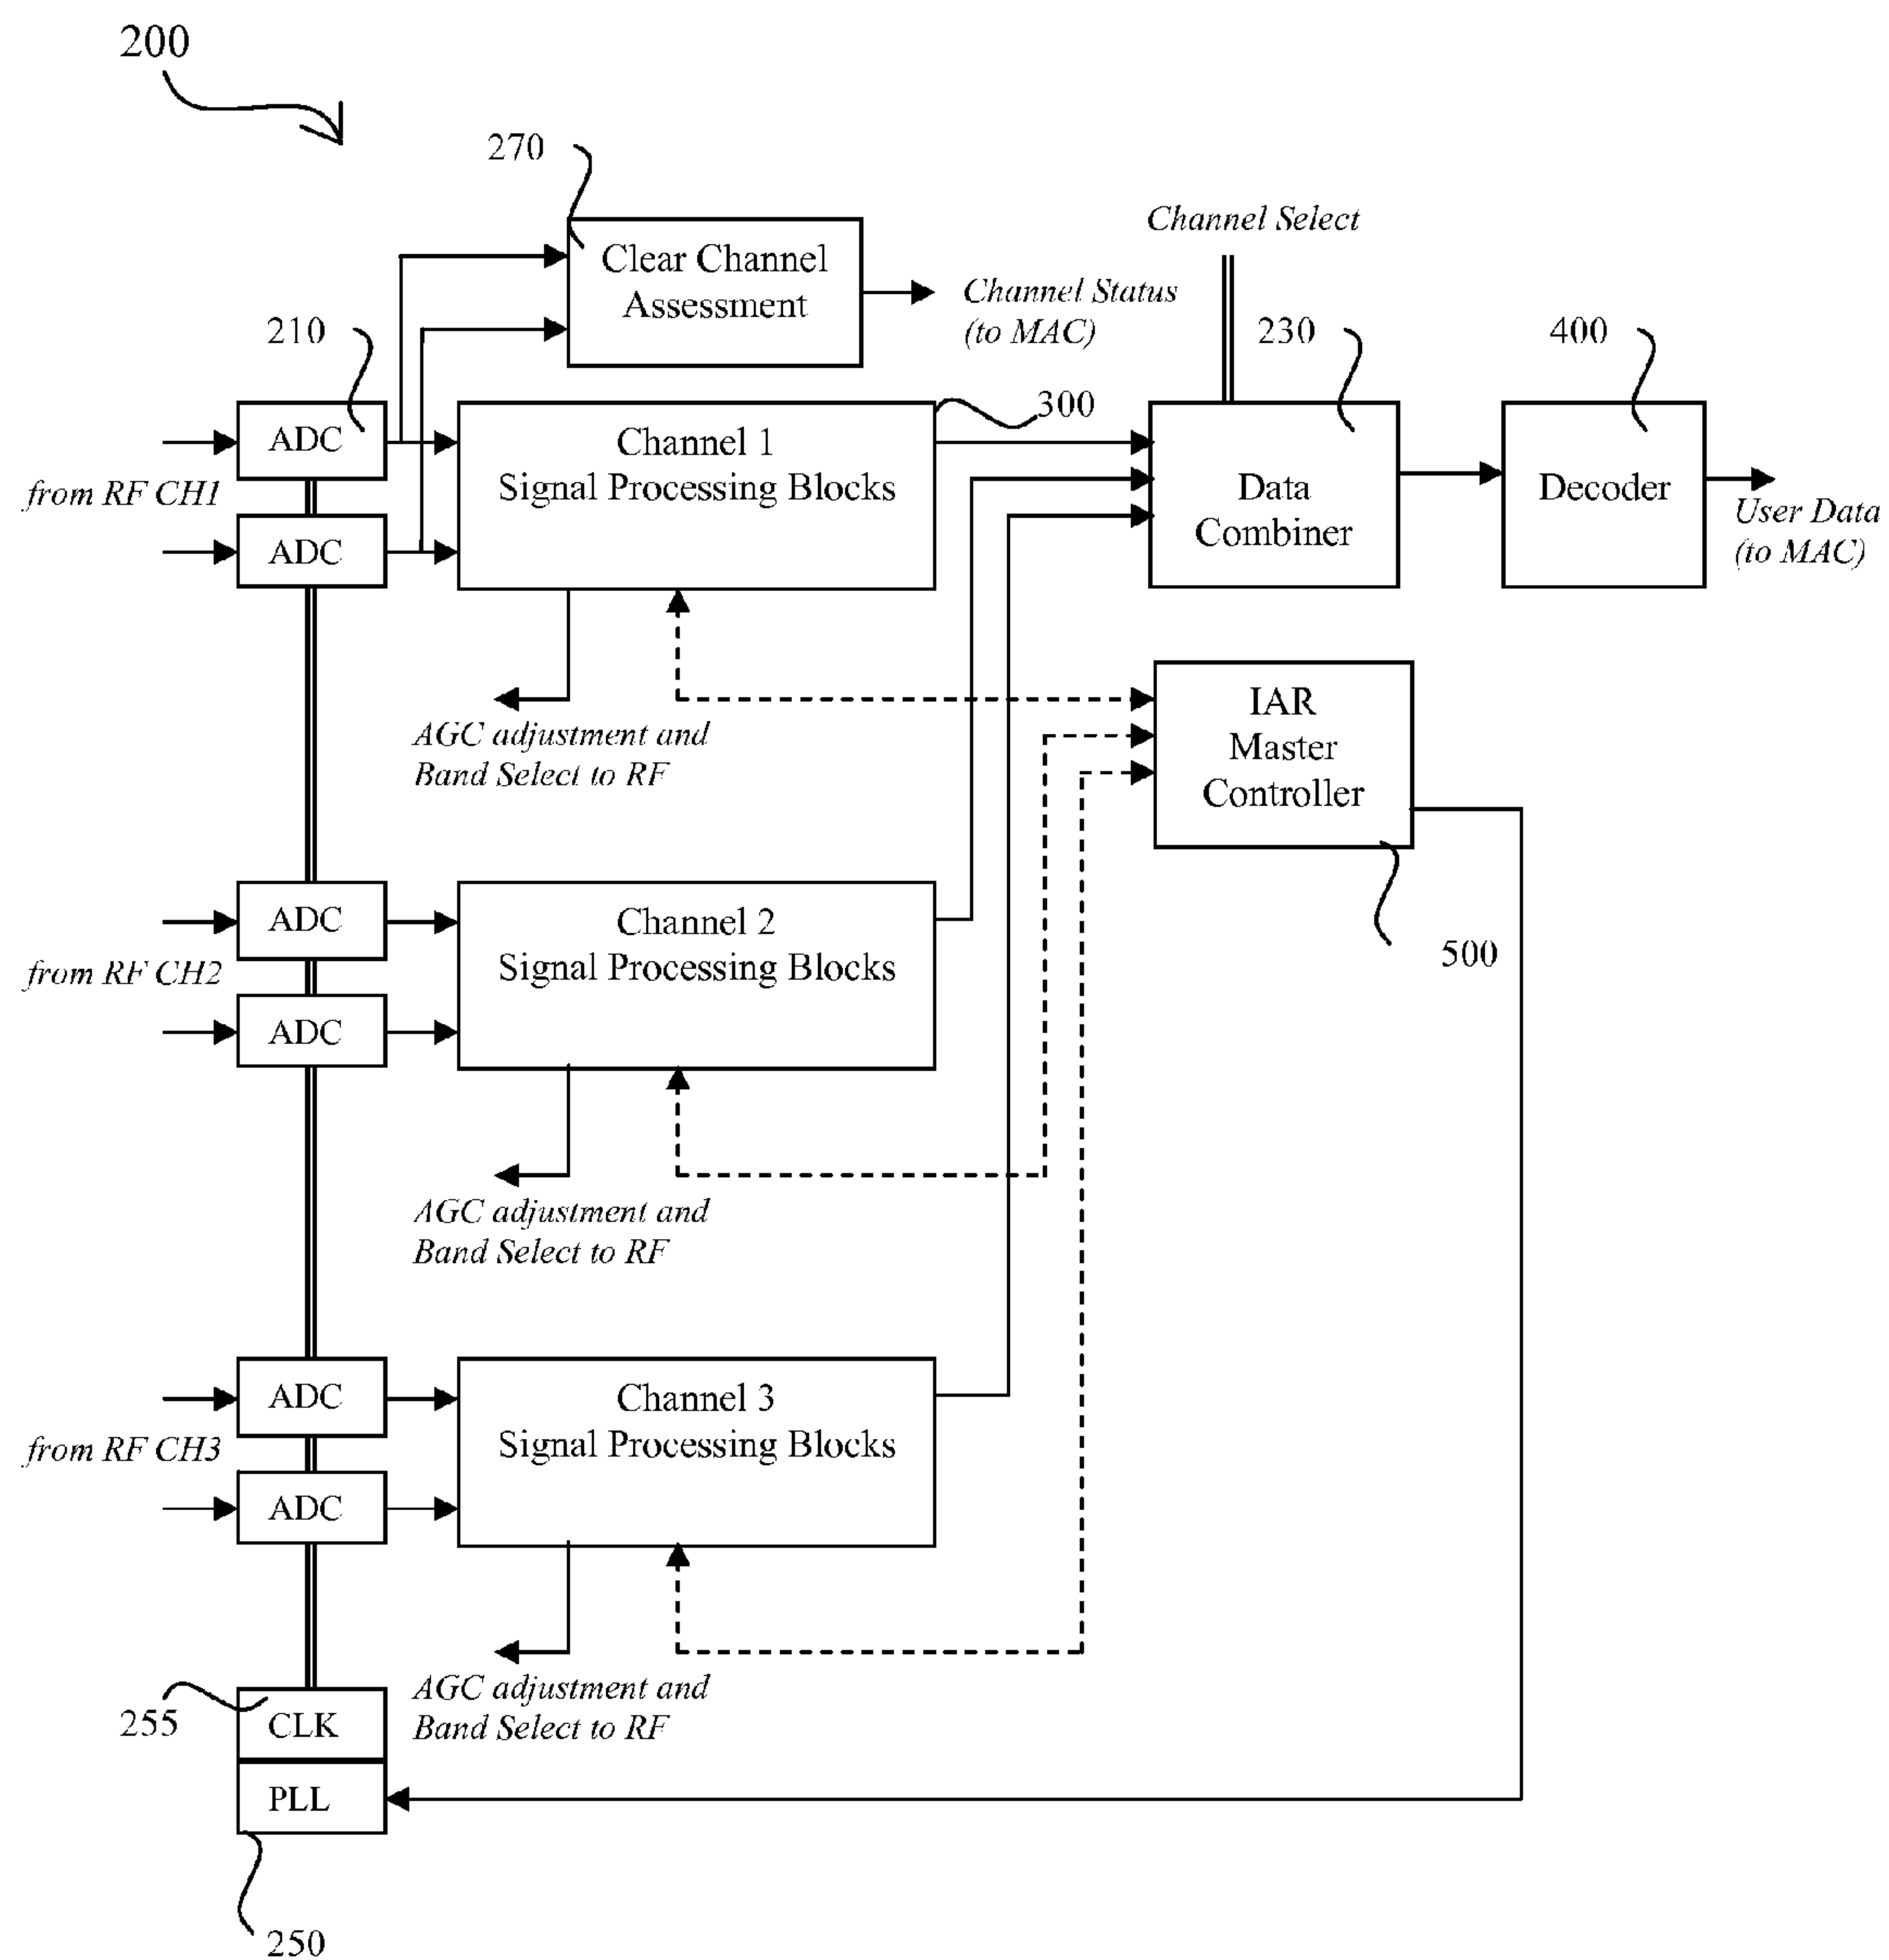 200
270
Channel Select
Clear Channel
Assessment
Channel Status
(to MAC)
210
230
400
300
ADC
Channel 1
Signal Processing Blocks
from RF CH1
Data
Combiner
Decoder
User Data
(to MAC)
ADC
AGC adjustment and
Band Select to RF
IAR
Master
Controller
500
ADC
Channel 2
Signal Processing Blocks
from RF CH2
ADC
AGC adjustment and
Band Select to RF
ADC
Channel 3
Signal Processing Blocks
from RF CH3
ADC
AGC adjustment and
Band Select to RF
255
CLK
PLL
250